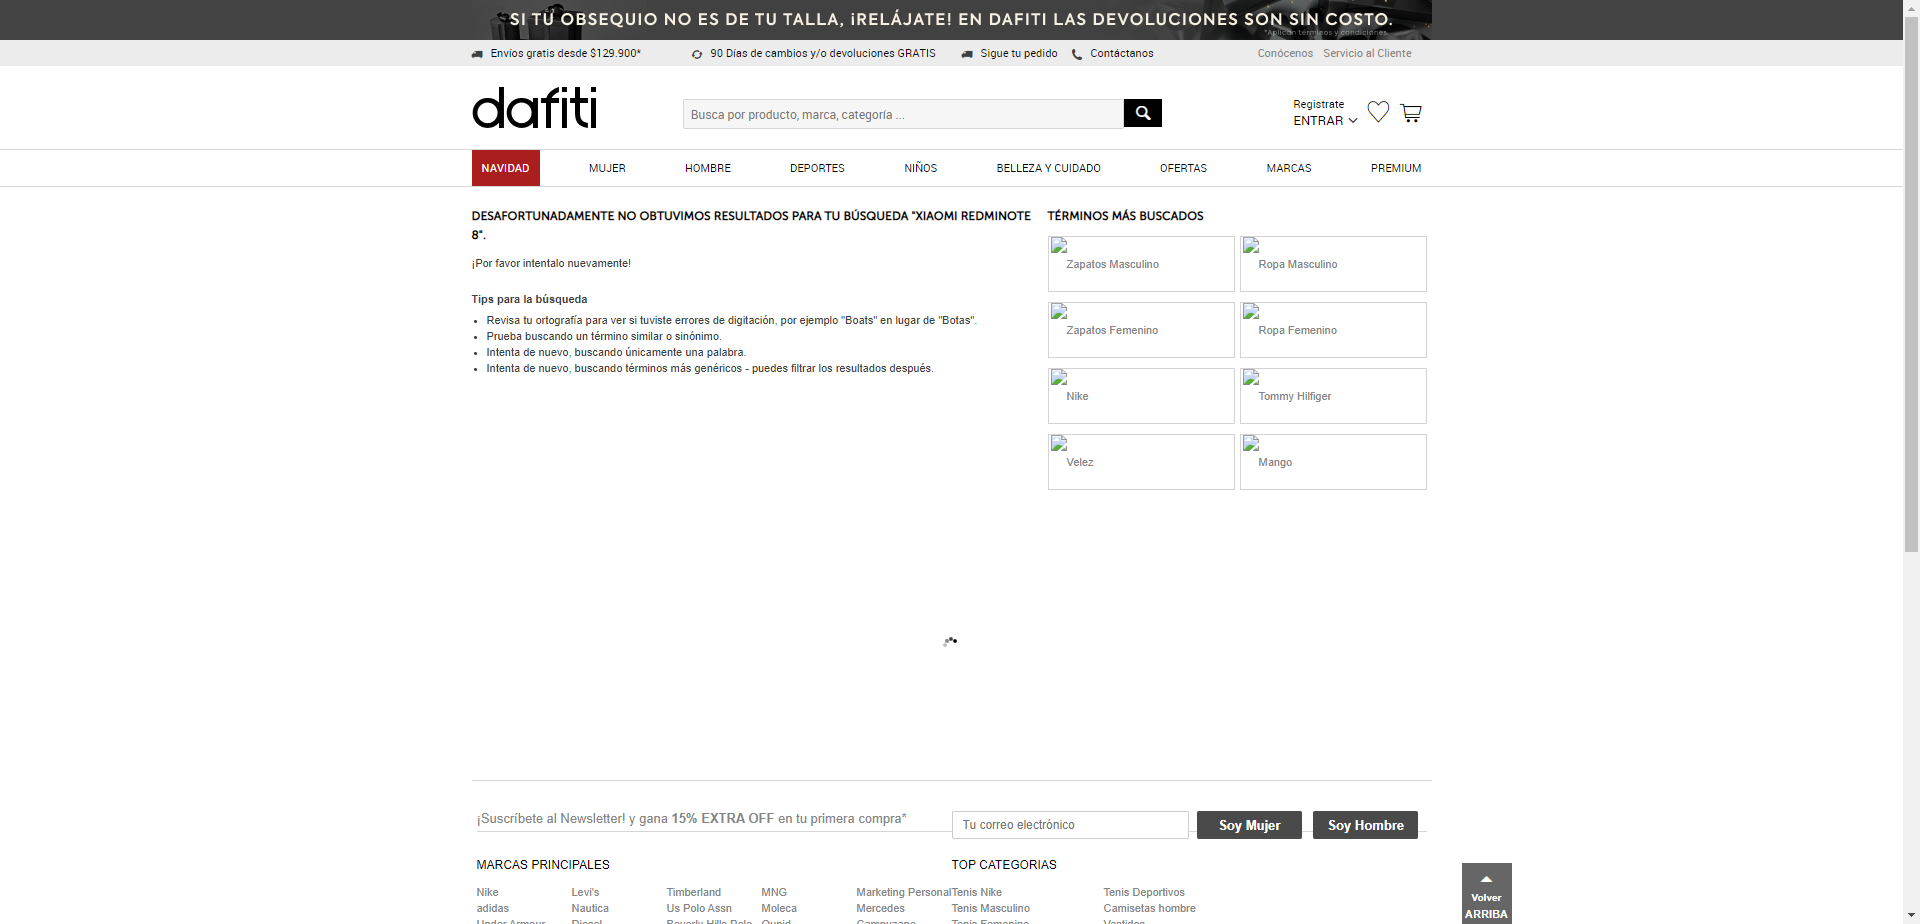 SI TU OBSEQUIO NO ES DE TU TALLA, ¡RELÁJATE! EN DAFITI LAS DEVOLUCIONES SON SIN COSTO.
*Aplican términos y condiciones.
Envíos gratis desde $129.900* 90 Días de cambios y/o devoluciones GRATIS Sigue tu pedido Contáctanos Conócenos Servicio al Cliente
dafiti
Busca por producto, marca, categoría ...
Registrate
ENTRAR
NAVIDAD MUJER HOMBRE DEPORTES NIÑOS BELLEZA Y CUIDADO OFERTAS MARCAS PREMIUM
DESAFORTUNADAMENTE NO OBTUVIMOS RESULTADOS PARA TU BÚSQUEDA "XIAOMI REDMINOTE
8".
¡Por favor intentalo nuevamente!
Tips para la búsqueda
Revisa tu ortografía para ver si tuviste errores de digitación, por ejemplo "Boats" en lugar de "Botas".
Prueba buscando un término similar o sinónimo.
Intenta de nuevo, buscando únicamente una palabra.
Intenta de nuevo, buscando términos más genéricos - puedes filtrar los resultados después.
TÉRMINOS MÁS BUSCADOS
Zapatos Masculino Ropa Masculino
Zapatos Femenino Ropa Femenino
Nike Tommy Hilfiger
Velez Mango
¡Suscríbete al Newsletter! y gana 15% EXTRA OFF en tu primera compra* Tu correo electrónico Soy Mujer Soy Hombre
MARCAS PRINCIPALES TOP CATEGORIAS
Nike Levi's Timberland MNG Marketing Personal Tenis Nike Tenis Deportivos
adidas Nautica Us Polo Assn Moleca Mercedes Tenis Masculino Camisetas hombre
Under Armour Diesel Beverly Hills Polo Qupid Campuzano Tenis Femenino Vestidos
Volver
ARRIBA